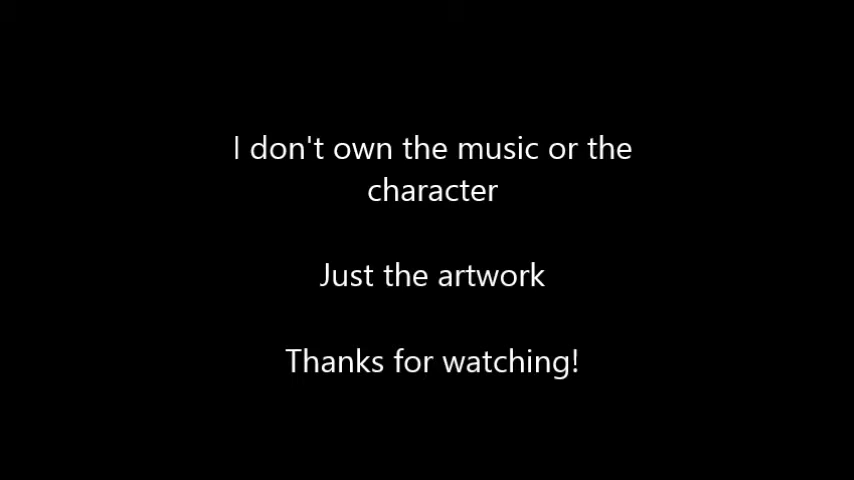 I don't own the music or the
character
Just the artwork
Thanks for watching!